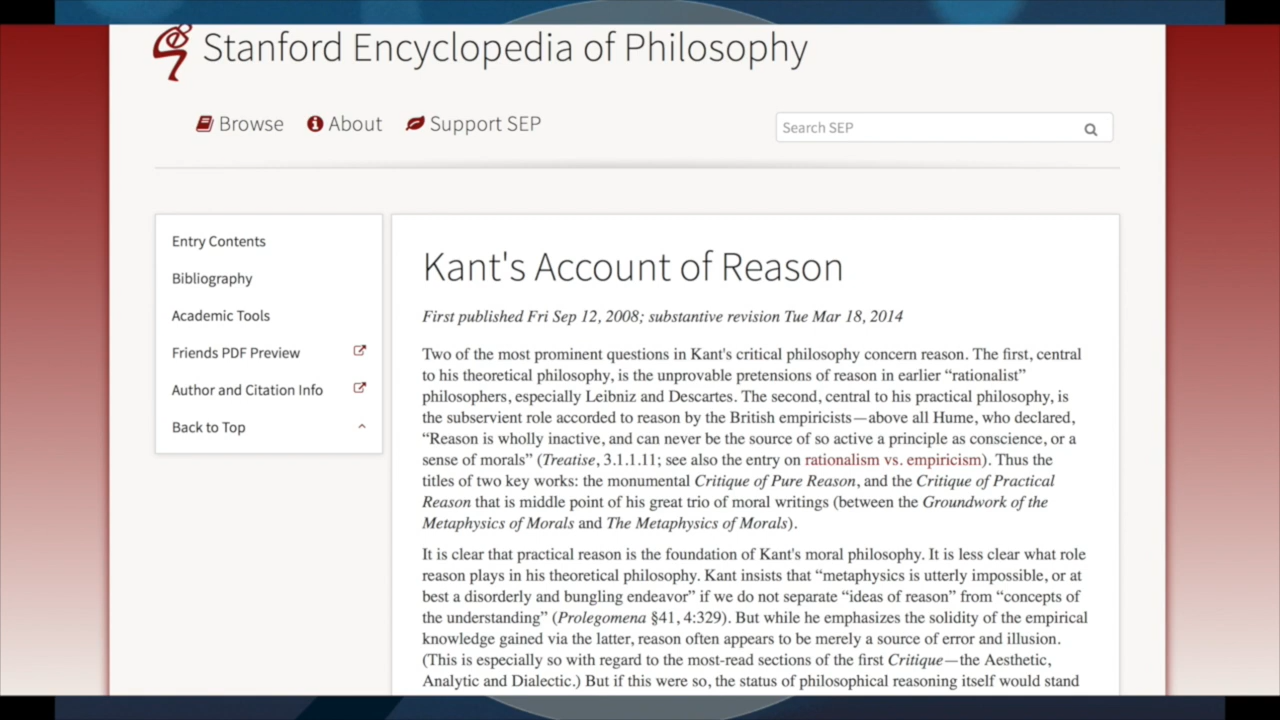 Stanford Encyclopedia of Philosophy
Browse About Support SEP
Search SEP
Entry Contents
Bibliography
Academic Tools
Friends PDF Preview
Author and Citation Info
Back to Top
Kant's Account of Reason
First published Fri Sep 12, 2008; substantive revision Tue Mar 18, 2014
Two of the most prominent questions in Kant's critical philosophy concern reason. The first, central
to his theoretical philosophy, is the unprovable pretensions of reason in earlier “rationalist”
philosophers, especially Leibniz and Descartes. The second, central to his practical philosophy, is
the subservient role accorded to reason by the British empiricists—above all Hume, who declared,
“Reason is wholly inactive, and can never be the source of so active a principle as conscience, or a
sense of morals” (Treatise, 3.1.1.11; see also the entry on rationalism vs. empiricism). Thus the
titles of two key works: the monumental Critique of Pure Reason, and the Critique of Practical
Reason that is middle point of his great trio of moral writings (between the Groundwork of the
Metaphysics of Morals and The Metaphysics of Morals).
It is clear that practical reason is the foundation of Kant's moral philosophy. It is less clear what role
reason plays in his theoretical philosophy. Kant insists that “metaphysics is utterly impossible, or at
best a disorderly and bungling endeavor” if we do not separate “ideas of reason” from “concepts of
the understanding” (Prolegomena §41, 4:329). But while he emphasizes the solidity of the empirical
knowledge gained via the latter, reason often appears to be merely a source of error and illusion.
(This is especially so with regard to the most-read sections of the first Critique—the Aesthetic,
Analytic and Dialectic.) But if this were so, the status of philosophical reasoning itself would stand